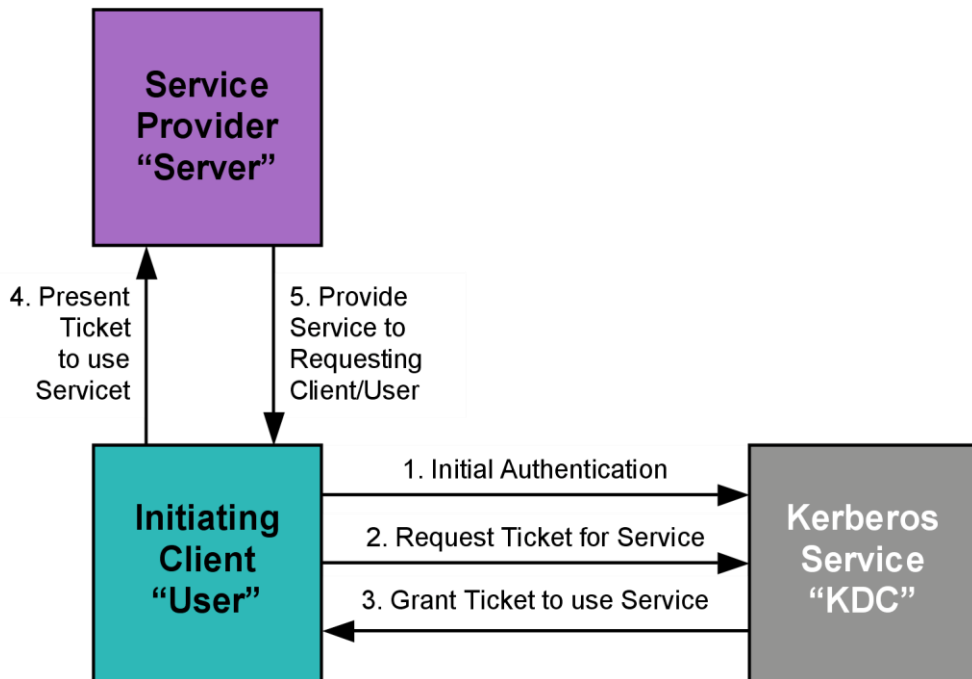 Service
Provider
“Server”
4. Present
Ticket
to use
Servicet
5. Provide
Service to
Requesting
Client/User
Initiating
Client
“User”
1. Initial Authentication
2. Request Ticket for Service
3. Grant Ticket to use Service
Kerberos
Service
“KDC”